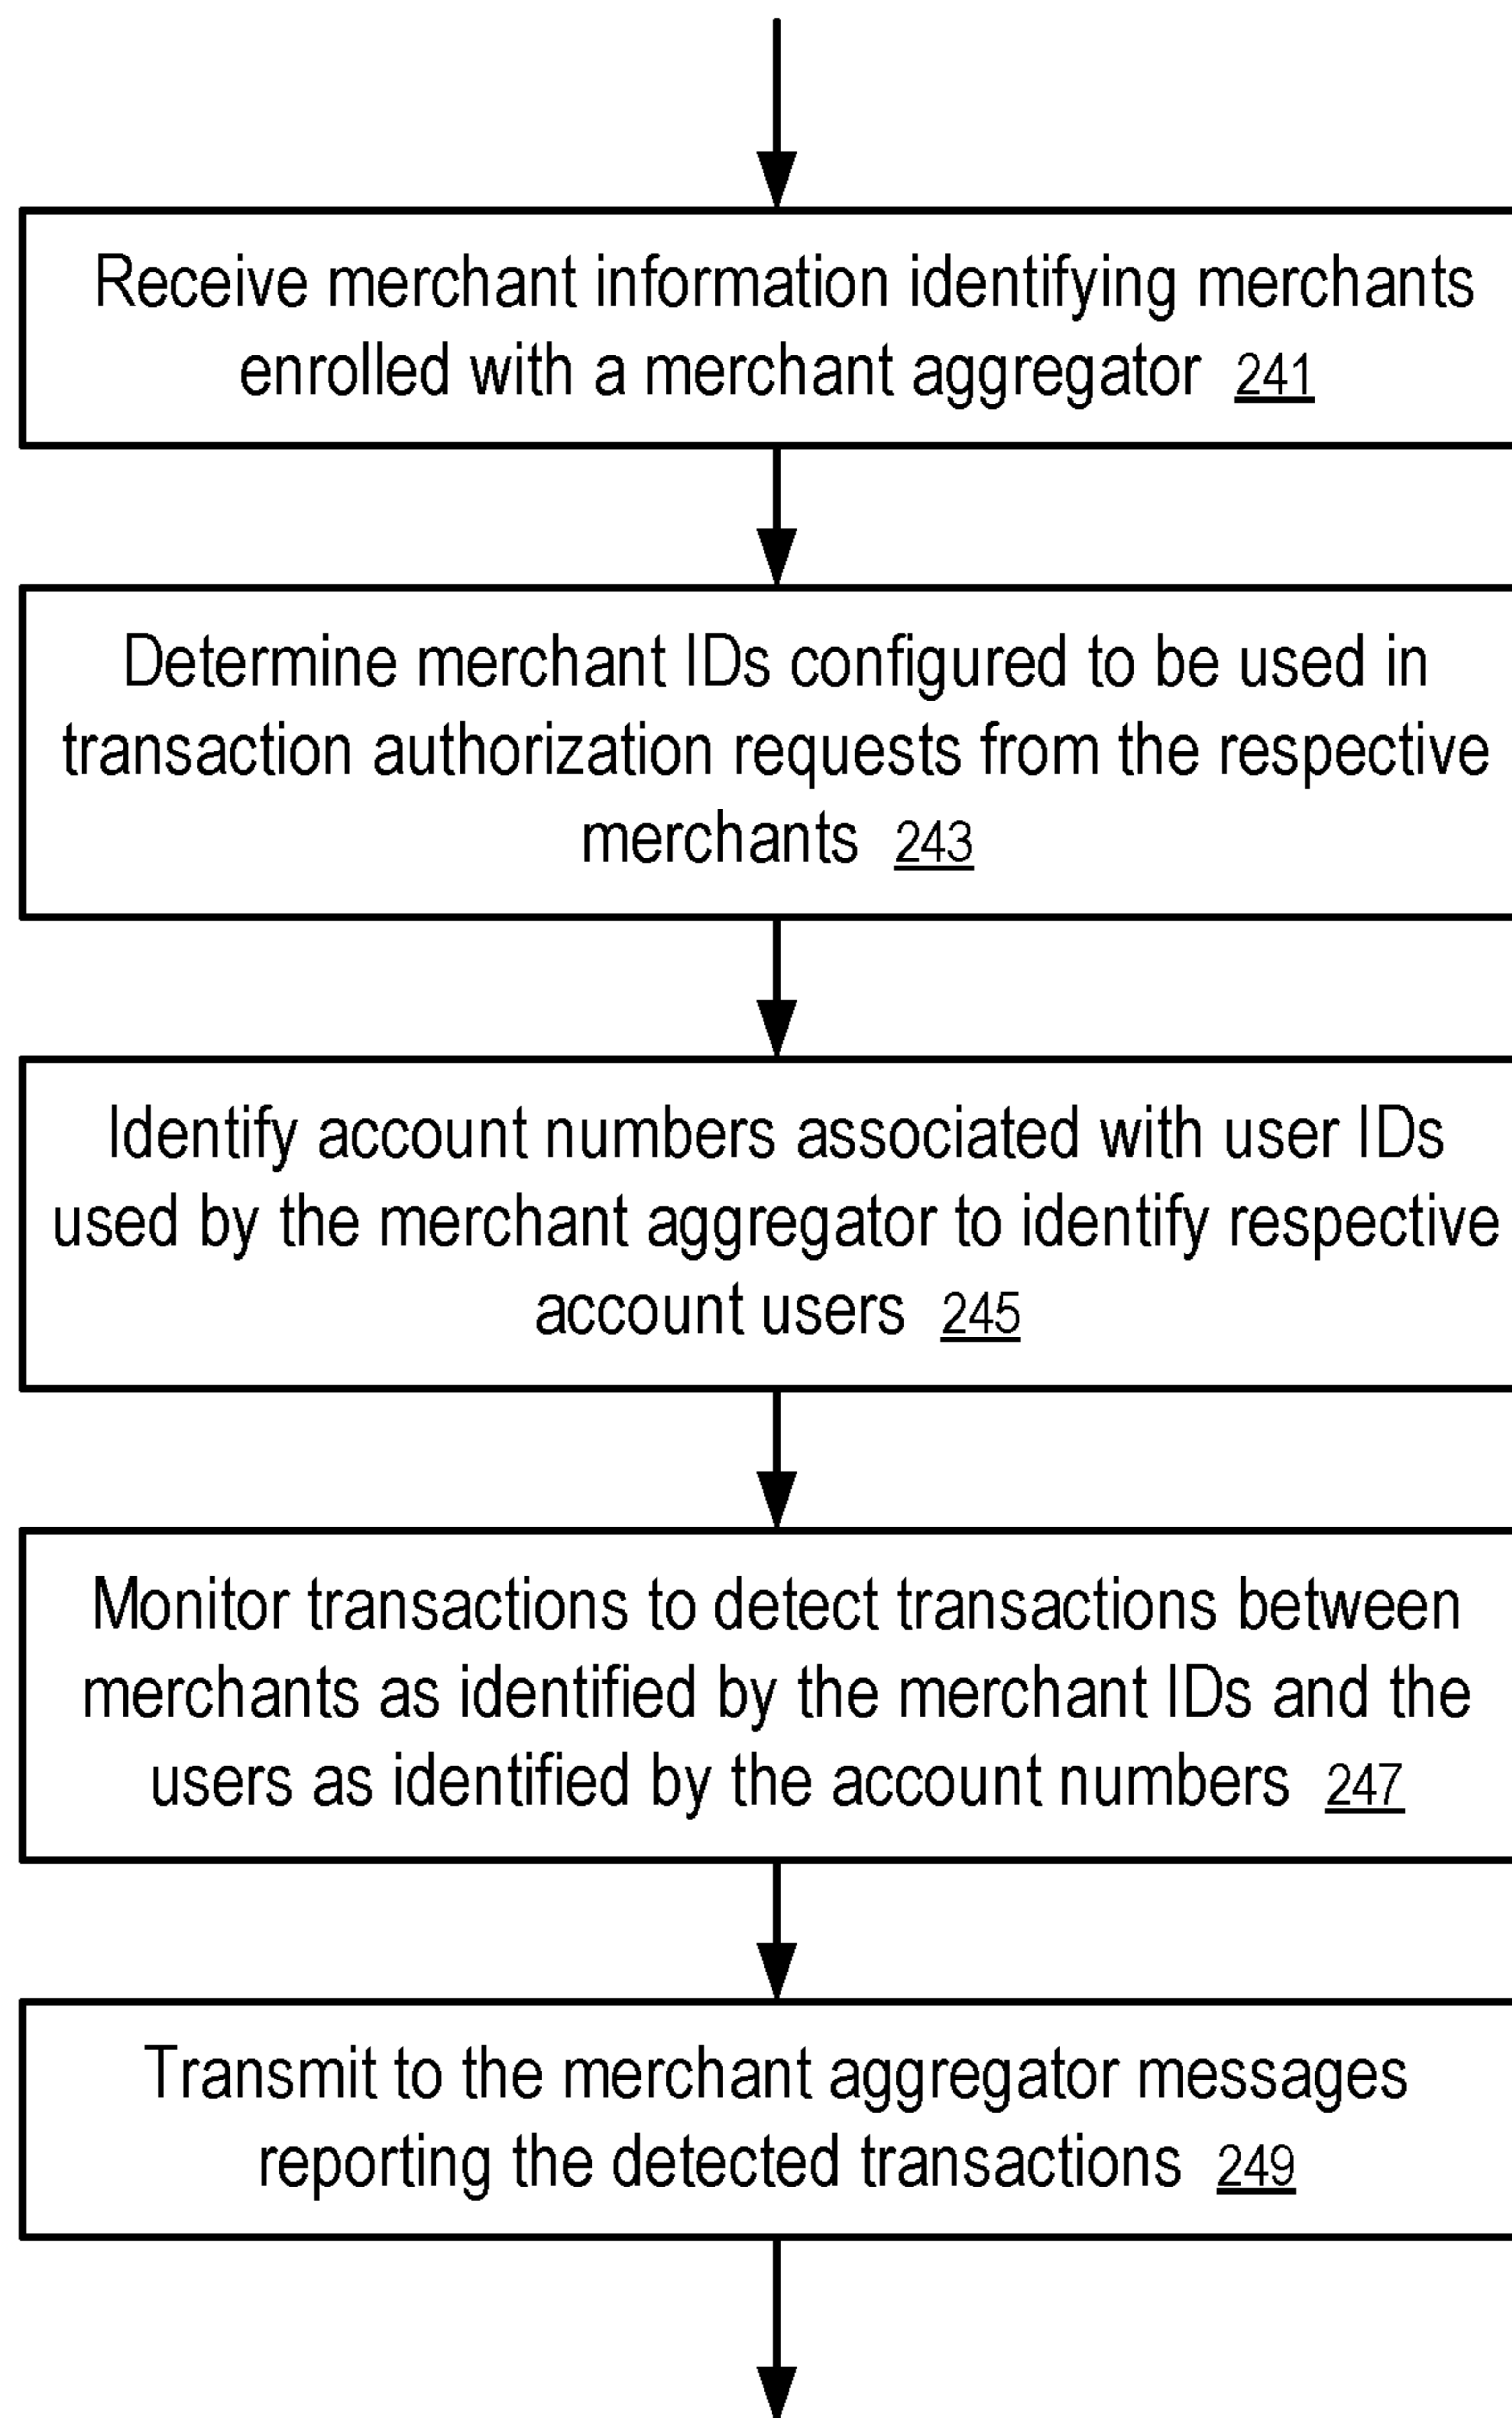 Receive merchant information identifying merchants
enrolled with a merchant aggregator 241
Determine merchant IDs configured to be used in
transaction authorization requests from the respective
merchants 243
Identify account numbers associated with user IDs
used by the merchant aggregator to identify respective
account users 245
Monitor transactions to detect transactions between
merchants as identified by the merchant IDs and the
users as identified by the account numbers 247
Transmit to the merchant aggregator messages
reporting the detected transactions 249